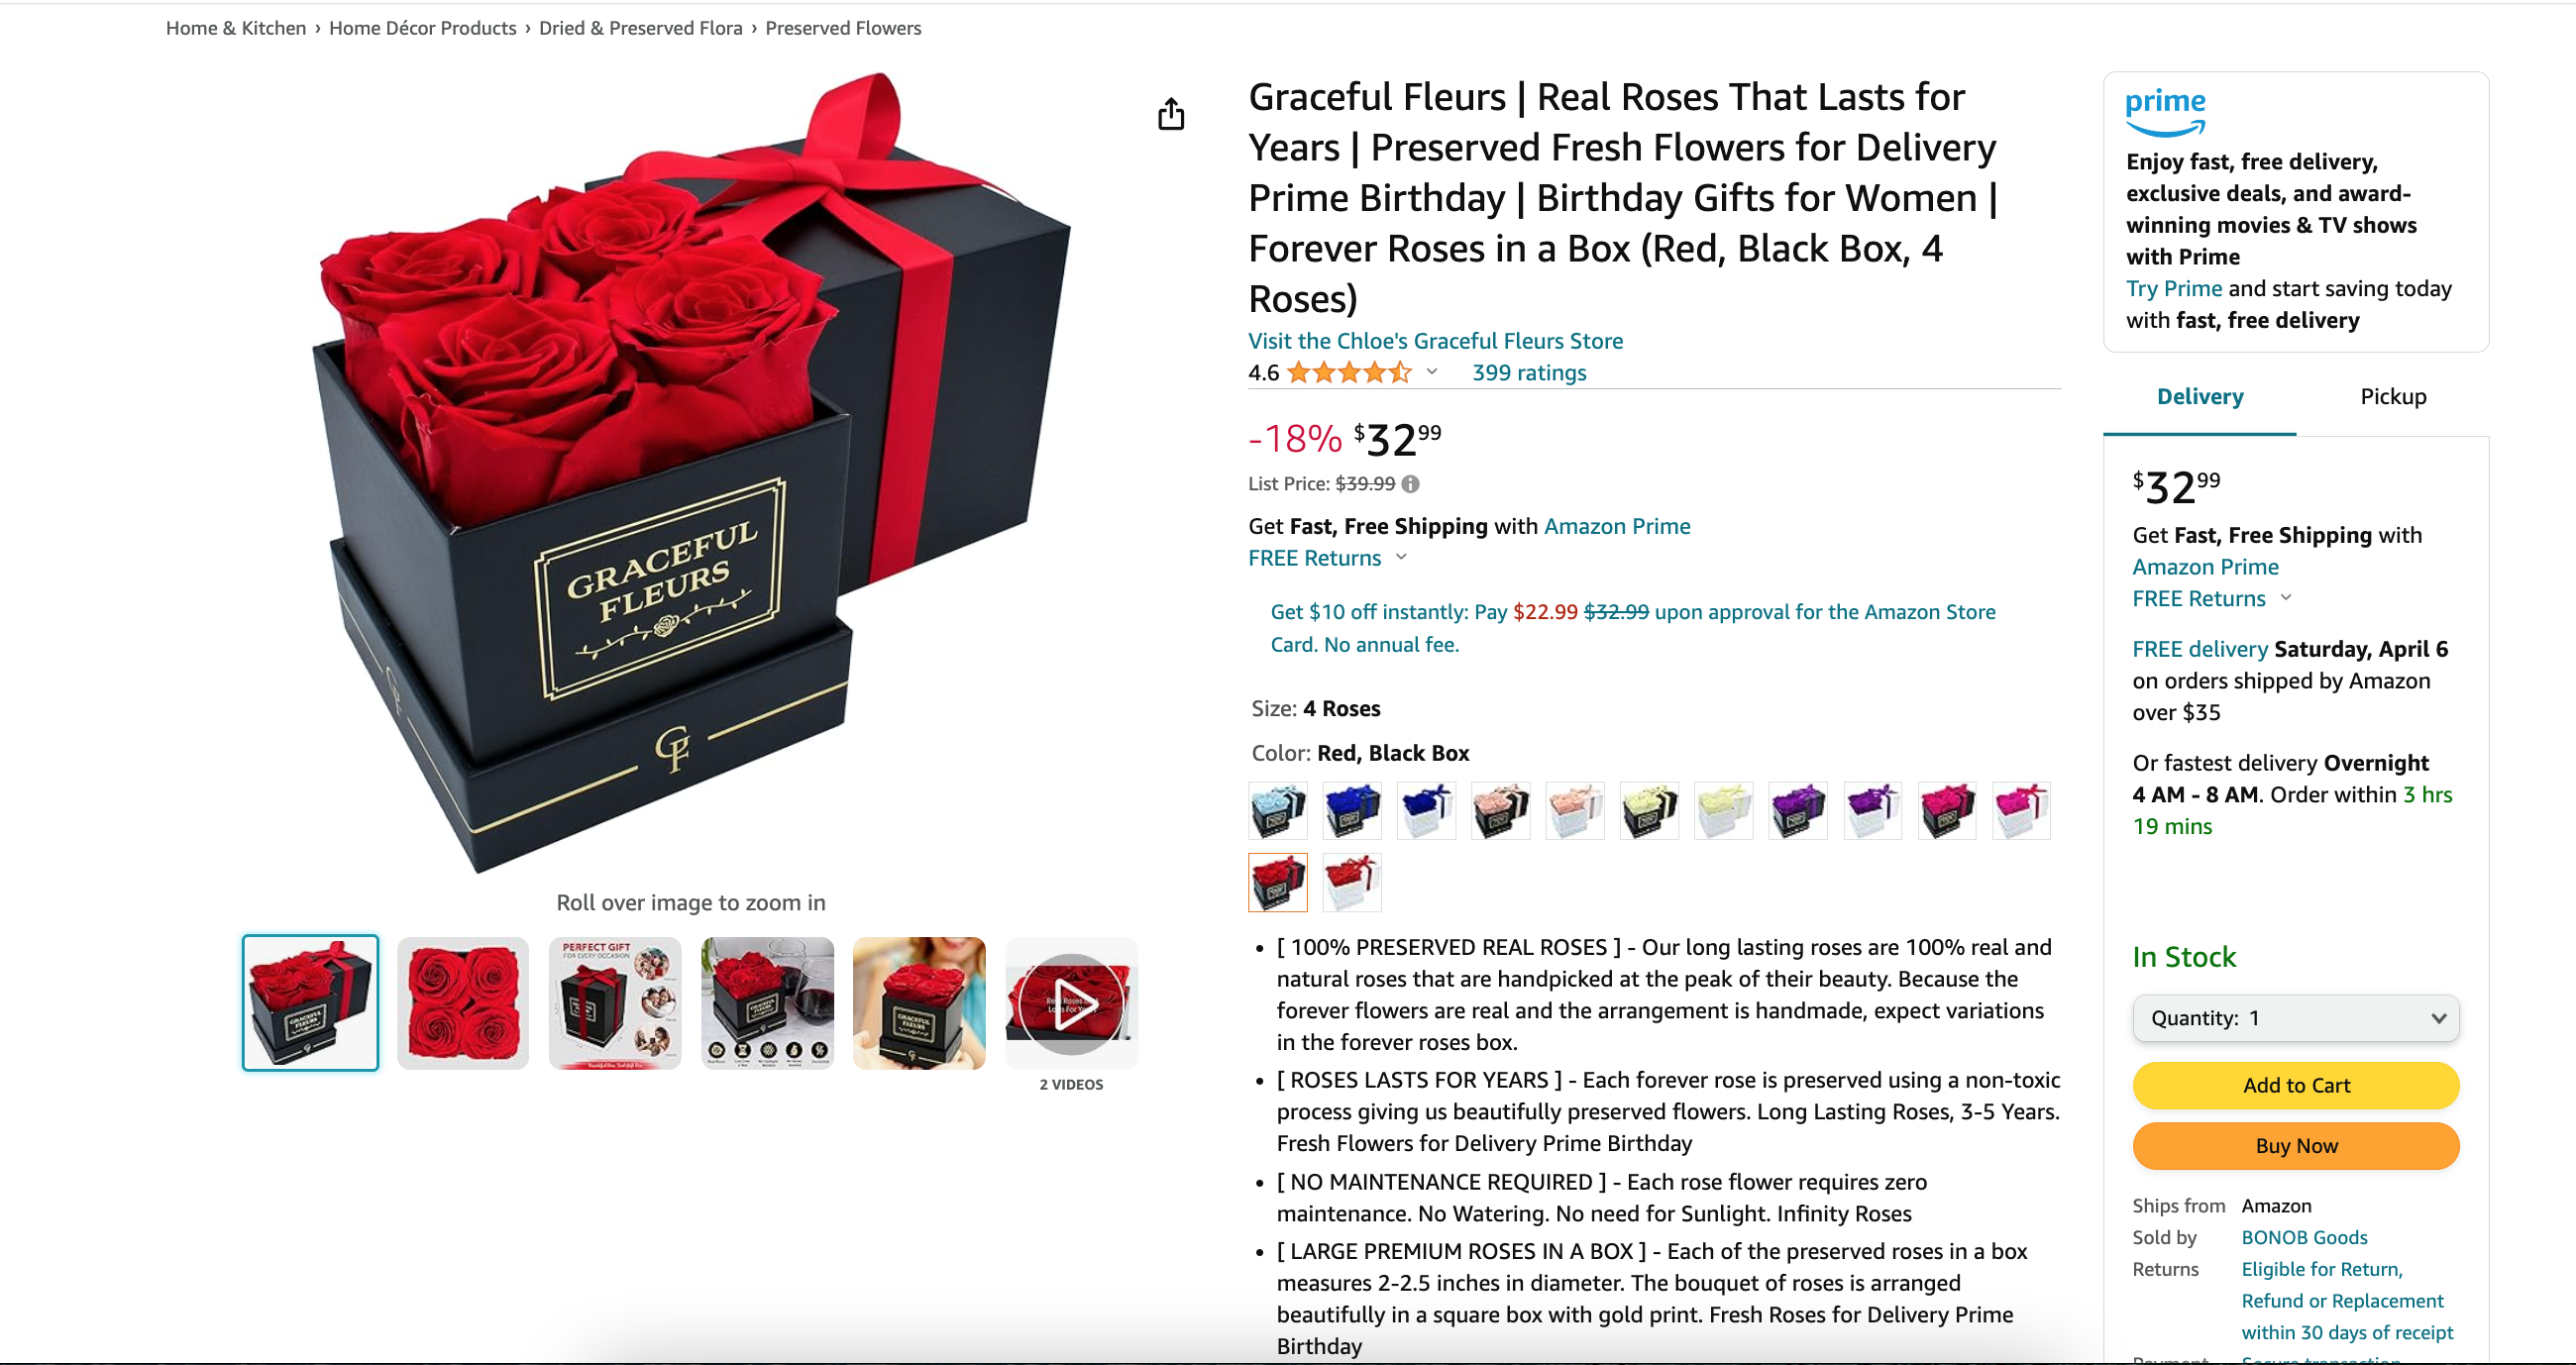 Home & Kitchen › Home Décor Products › Dried & Preserved Flora › Preserved Flowers
GRACEFUL
FLEURS
GF
Roll over image to zoom in
PERFECT GIFT
FOR EVERY OCCASION
2 VIDEOS
Graceful Fleurs | Real Roses That Lasts for
Years | Preserved Fresh Flowers for Delivery
Prime Birthday | Birthday Gifts for Women |
Forever Roses in a Box (Red, Black Box, 4
Roses)
Visit the Chloe's Graceful Fleurs Store
4.6 399 ratings
-18% $32 99
List Price: $39.99
Get Fast, Free Shipping with Amazon Prime
FREE Returns
Get $10 off instantly: Pay $22.99 $32.99 upon approval for the Amazon Store
Card. No annual fee.
Size: 4 Roses
Color: Red, Black Box
• [ 100% PRESERVED REAL ROSES ] - Our long lasting roses are 100% real and
natural roses that are handpicked at the peak of their beauty. Because the
forever flowers are real and the arrangement is handmade, expect variations
in the forever roses box.
• [ ROSES LASTS FOR YEARS ] - Each forever rose is preserved using a non-toxic
process giving us beautifully preserved flowers. Long Lasting Roses, 3-5 Years.
Fresh Flowers for Delivery Prime Birthday
• [ NO MAINTENANCE REQUIRED ] - Each rose flower requires zero
maintenance. No Watering. No need for Sunlight. Infinity Roses
• [ LARGE PREMIUM ROSES IN A BOX ] - Each of the preserved roses in a box
measures 2-2.5 inches in diameter. The bouquet of roses is arranged
beautifully in a square box with gold print. Fresh Roses for Delivery Prime
Birthday
prime
Enjoy fast, free delivery,
exclusive deals, and award-
winning movies & TV shows
with Prime
Try Prime and start saving today
with fast, free delivery
Delivery Pickup
$32 99
Get Fast, Free Shipping with
Amazon Prime
FREE Returns
FREE delivery Saturday, April 6
on orders shipped by Amazon
over $35
Or fastest delivery Overnight
4 AM - 8 AM. Order within 3 hrs
19 mins
In Stock
Quantity: 1
Add to Cart
Buy Now
Ships from Amazon
Sold by BONOB Goods
Returns Eligible for Return,
Refund or Replacement
within 30 days of receipt
Payment Secure transaction